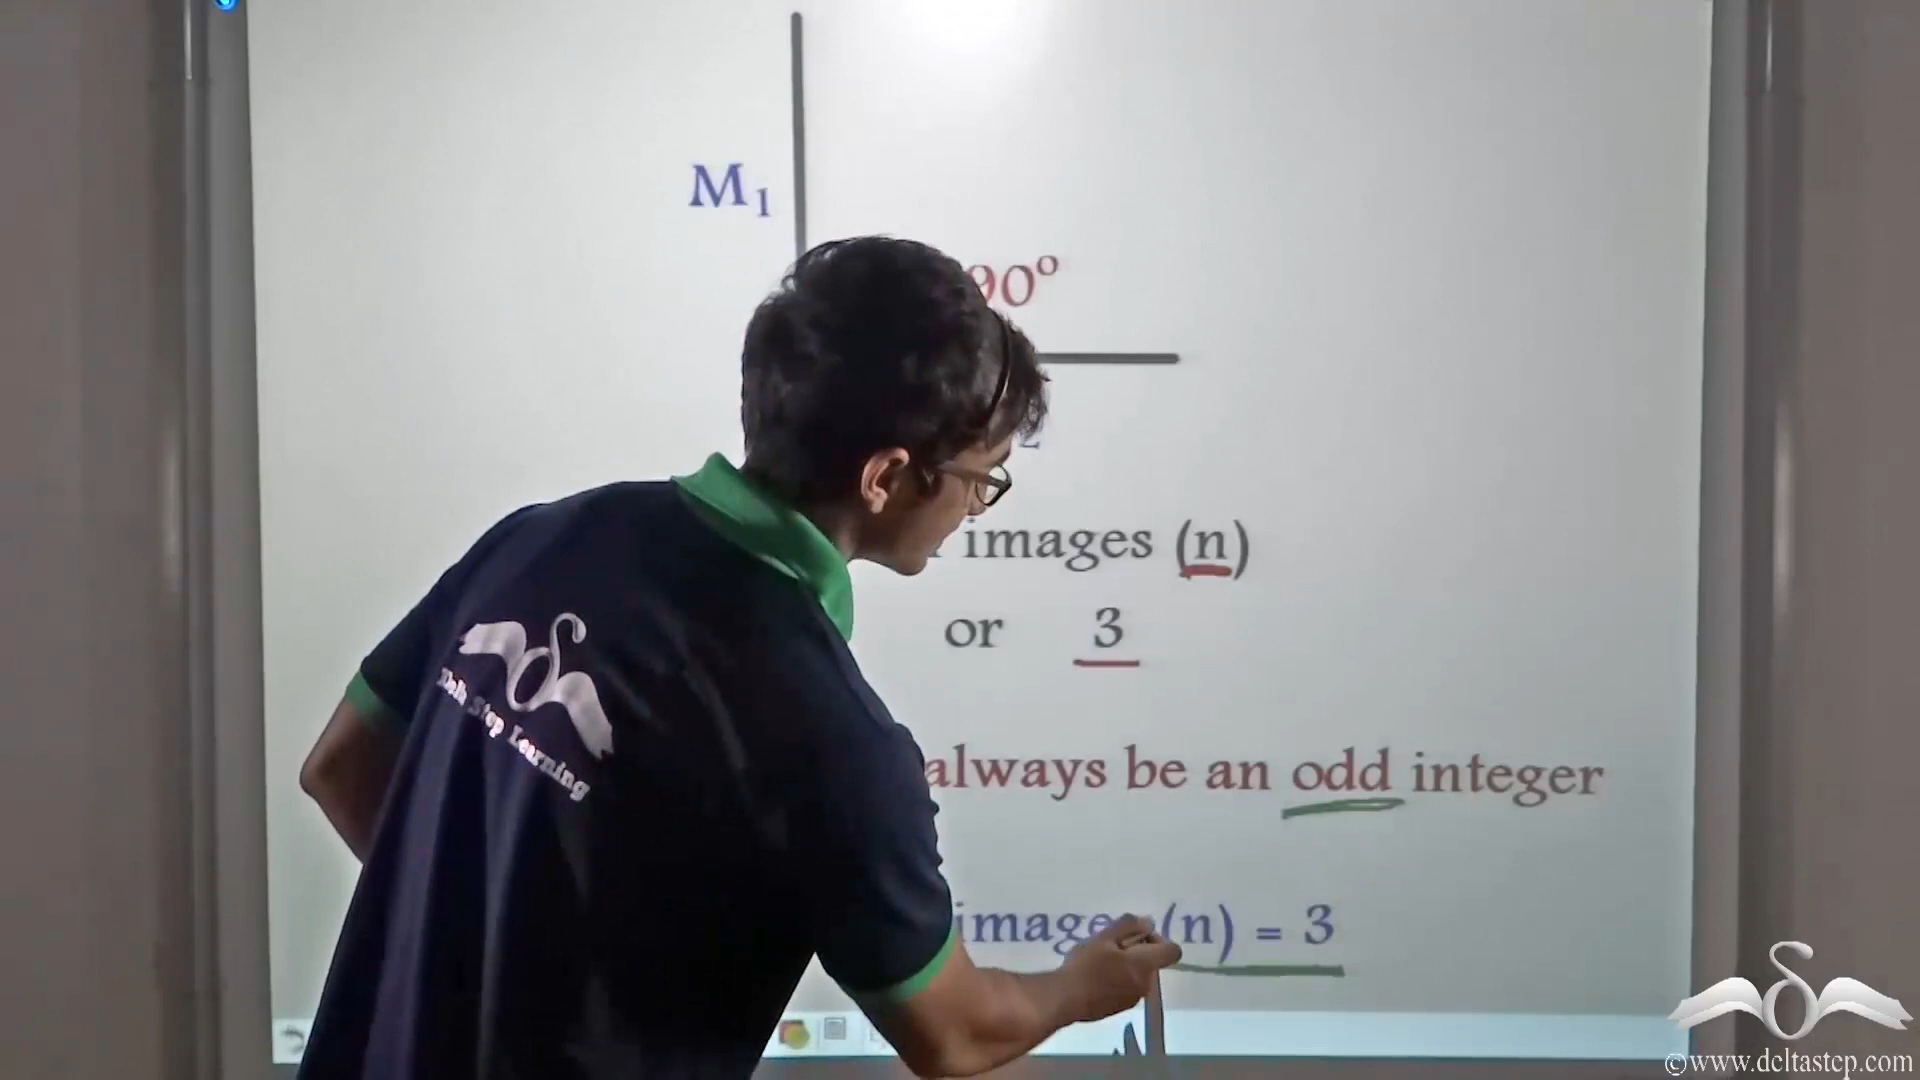 M₁
90°
images (n)
or 3
always be an odd integer
images (n) = 3
Delta Step Learning
©www.deltastep.com